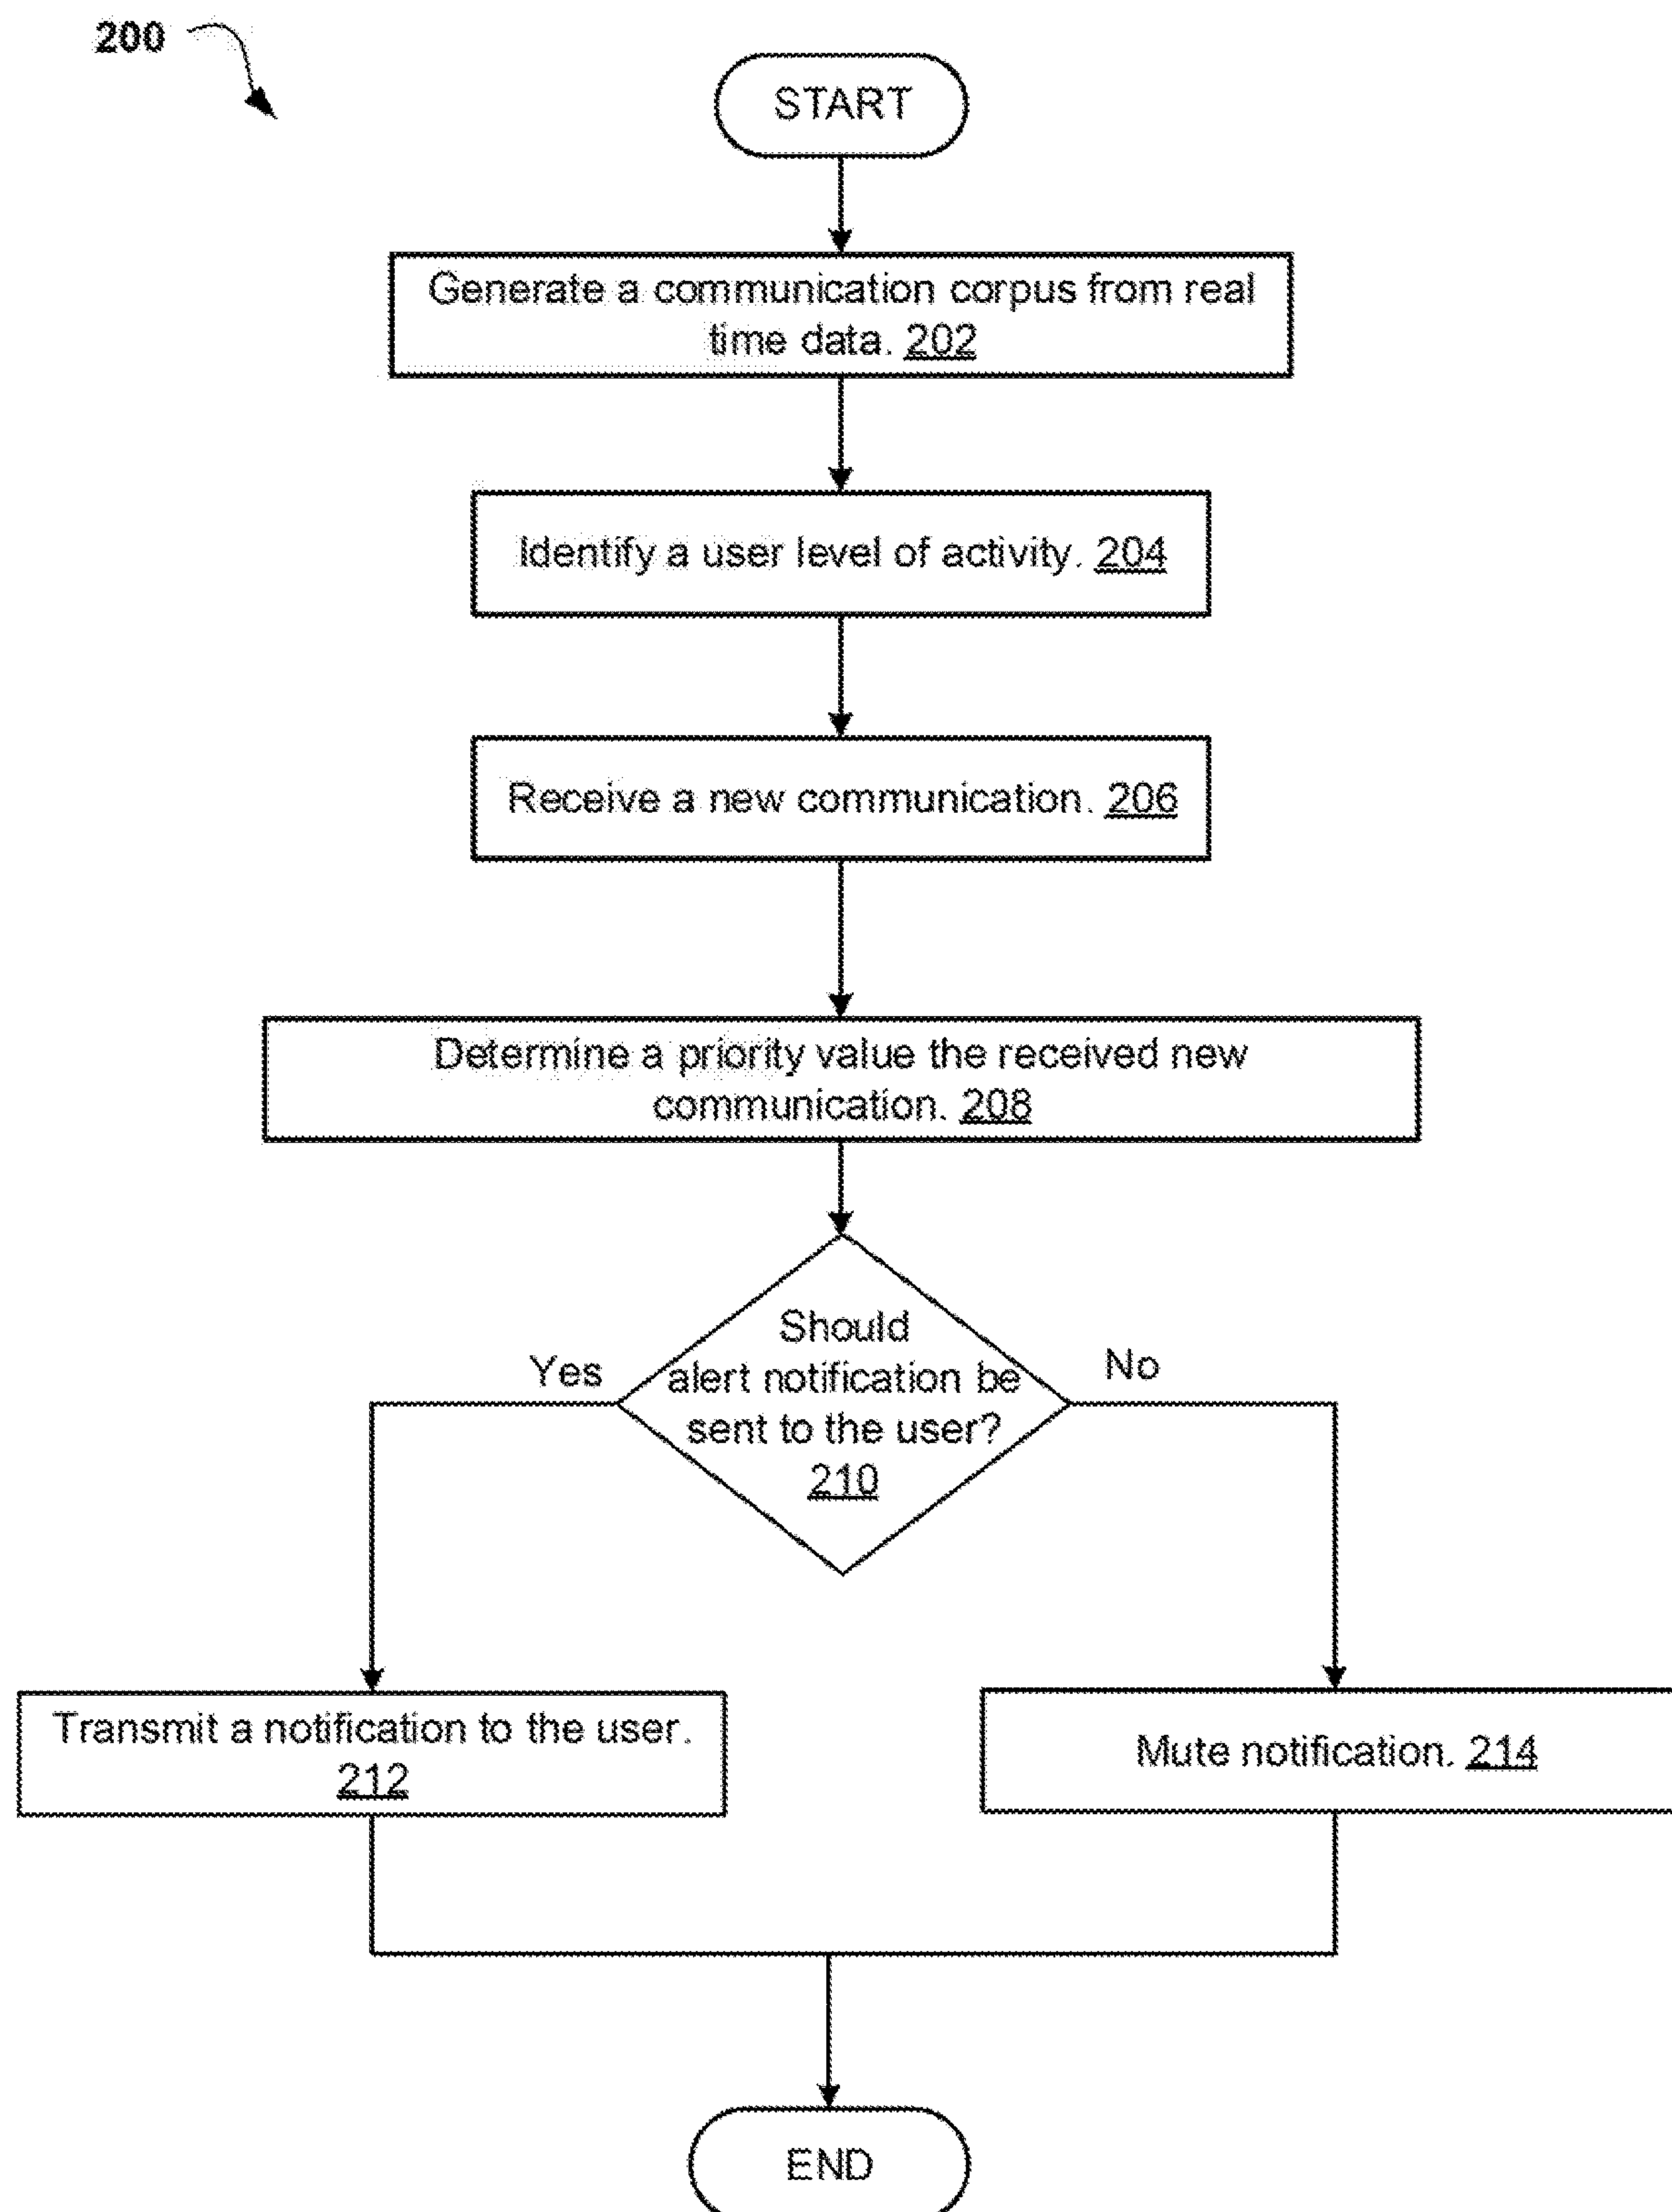 200
START
Generate a communication corpus from real
time data. 202
Identify a user level of activity. 204
Receive a new communication. 206
Determine a priority value the received new
communication. 208
Should
alert notification be
sent to the user?
210
Yes
No
Transmit a notification to the user.
212
Mute notification. 214
END